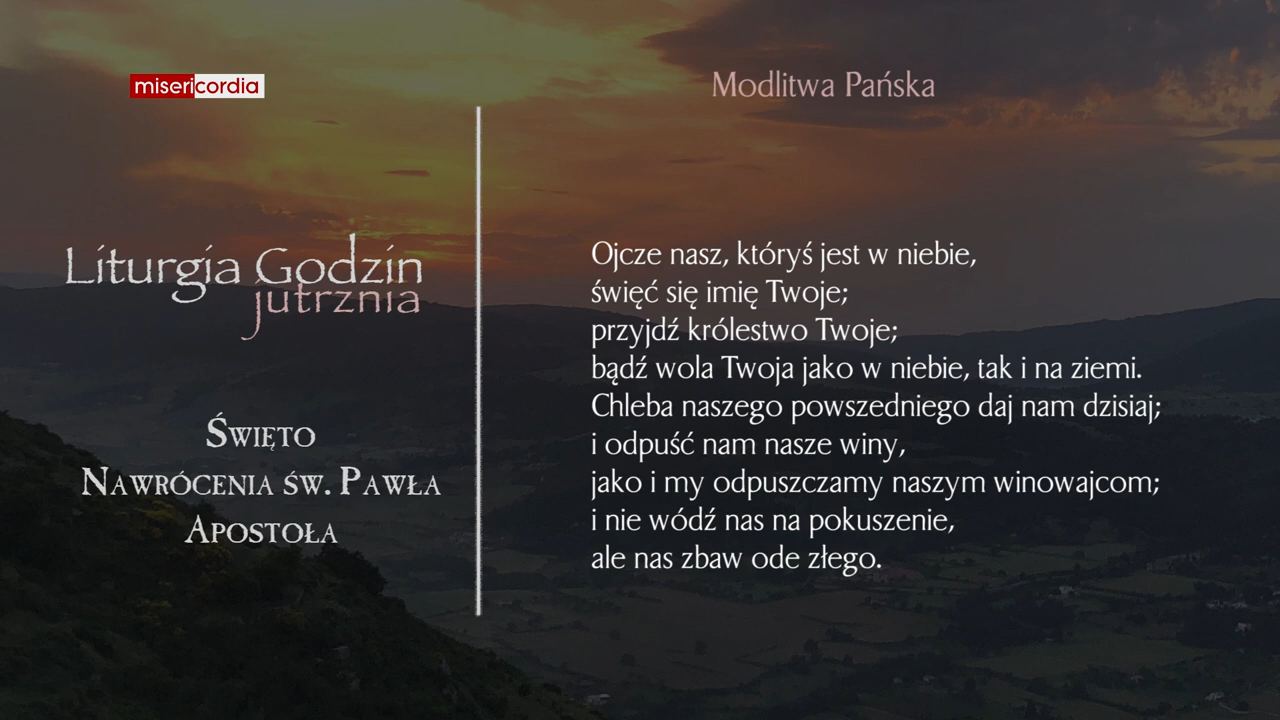 misericordia
Liturgia Godzin
jutrznia
Święto
Nawrócenia św. Pawła
Apostoła
Modlitwa Pańska
Ojcze nasz, któryś jest w niebie,
święć się imię Twoje;
przyjdź królestwo Twoje;
bądź wola Twoja jako w niebie, tak i na ziemi.
Chleba naszego powszedniego daj nam dzisiaj;
i odpuść nam nasze winy,
jako i my odpuszczamy naszym winowajcom;
i nie wódź nas na pokuszenie,
ale nas zbaw ode złego.